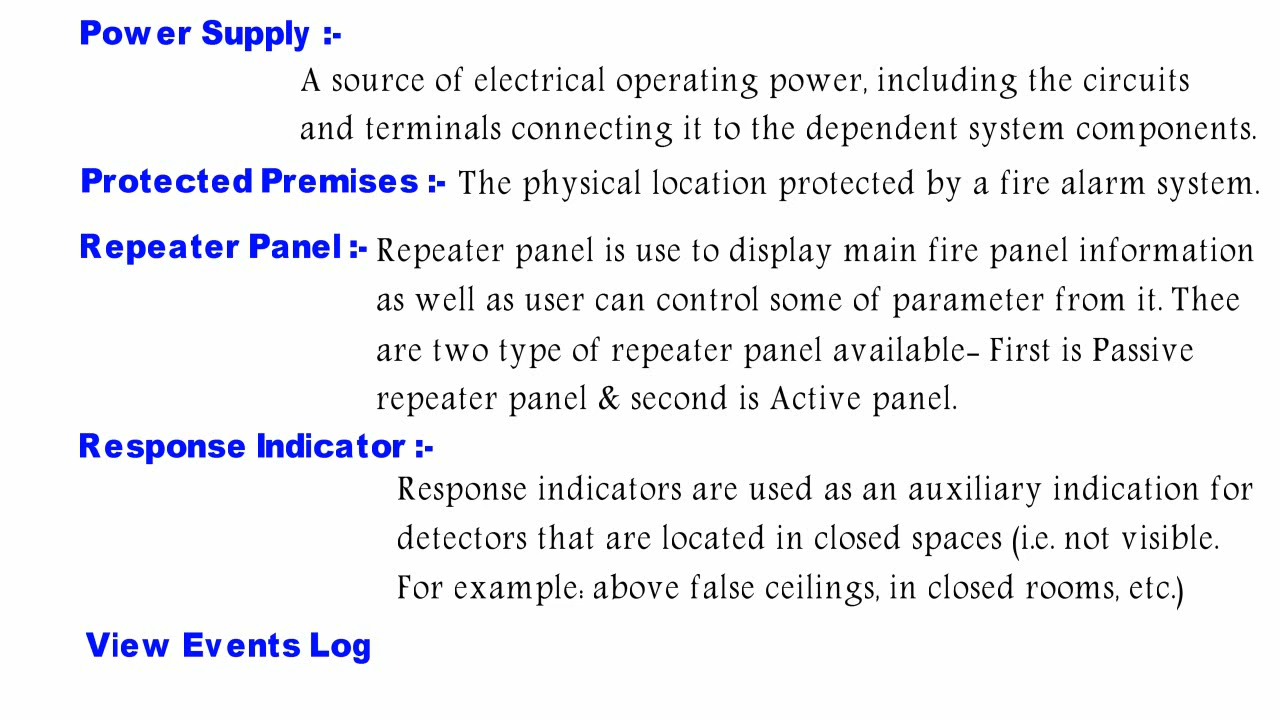 Power Supply :-
A source of electrical operating power, including the circuits
and terminals connecting it to the dependent system components.
Protected Premises :- The physical location protected by a fire alarm system.
Repeater Panel :- Repeater panel is use to display main fire panel information
as well as user can control some of parameter from it. Thee
are two type of repeater panel available- First is Passive
repeater panel & second is Active panel.
Response Indicator :-
Response indicators are used as an auxiliary indication for
detectors that are located in closed spaces (i.e. not visible.
For example: above false ceilings, in closed rooms, etc.)
View Events Log